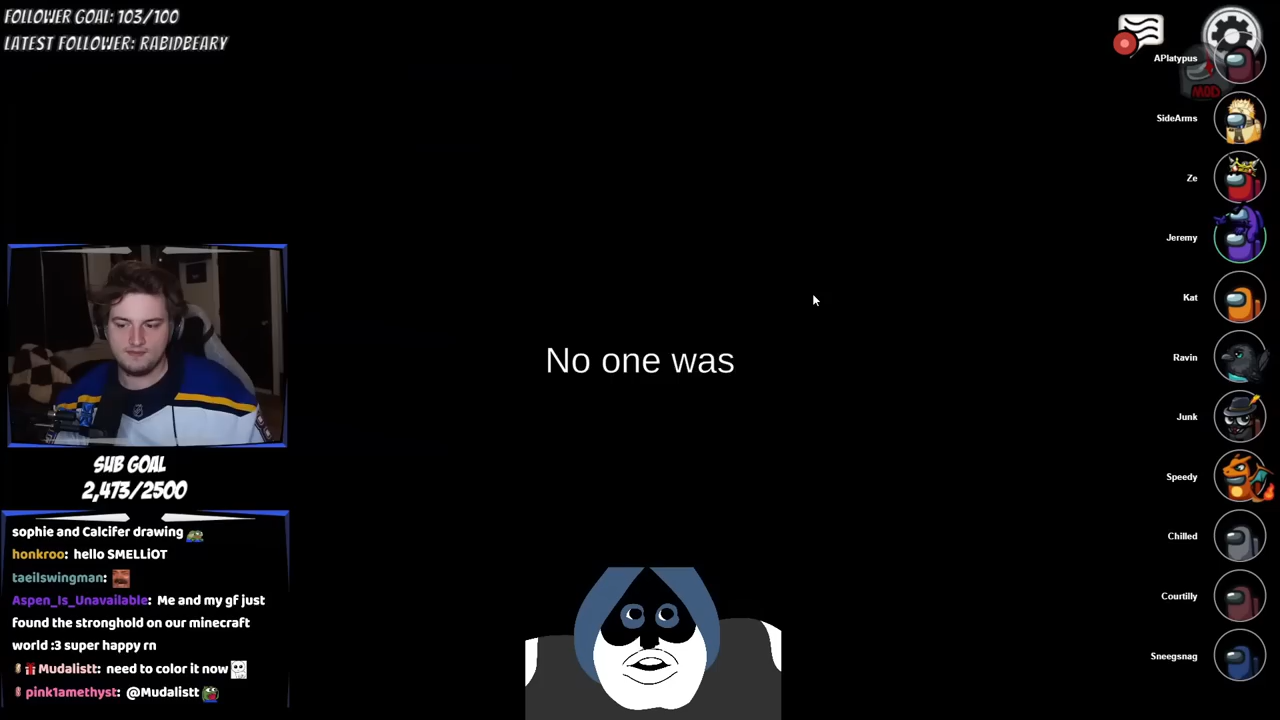 FOLLOWER GOAL: 103/100
LATEST FOLLOWER: RABIDBEARY
MOD
APlatypus
SideArms
Ze
Jeremy
Kat
Ravin
Junk
Speedy
Chilled
Courtilly
Sneegsnag
No one was
SUB GOAL
2,473/2500
sophie and Calcifer drawing
honkroo: hello SMELLiOT
taeilswingman:
Aspen_Is_Unavailable: Me and my gf just
found the stronghold on our minecraft
world :3 super happy rn
Mudalistt: need to color it now
pink1amethyst: @Mudalistt